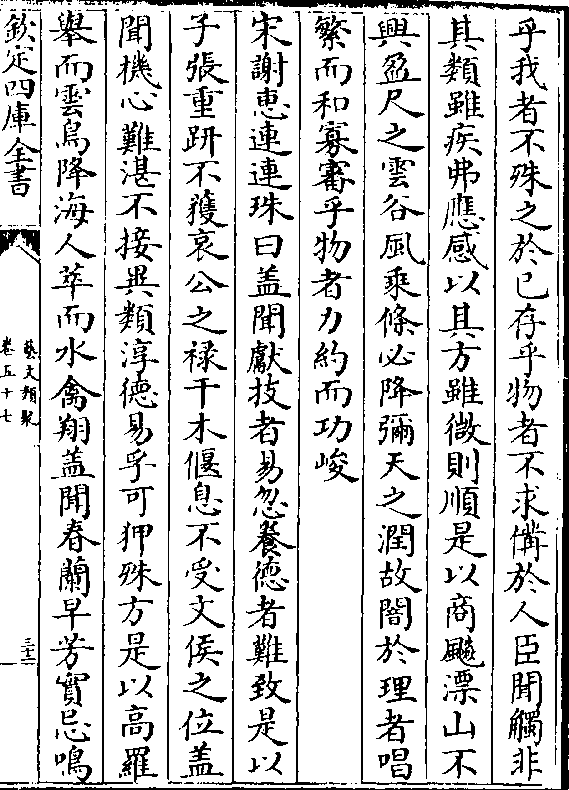 乎我者不殊之於已存乎物者不求備於人臣聞觸非
其類雖疾弗應感以其方雖微則順是以商飈漂山不
興盈尺之雲谷風乘條必降彌天之潤故闇於理者唱
繁而和寡審乎物者力約而功峻
宋謝惠連連珠曰盖聞獻技者易忽養德者難致是以
子張重趼不獲哀公之禄干木偃息不受文侯之位盖
聞機心難湛不接異類淳德易孚可狎殊方是以高羅
舉而雲鳥降海人萃而水禽翔盖聞春蘭早芳實忌鳴
欽定四庫全書
藝文類聚
卷五十七
三十二